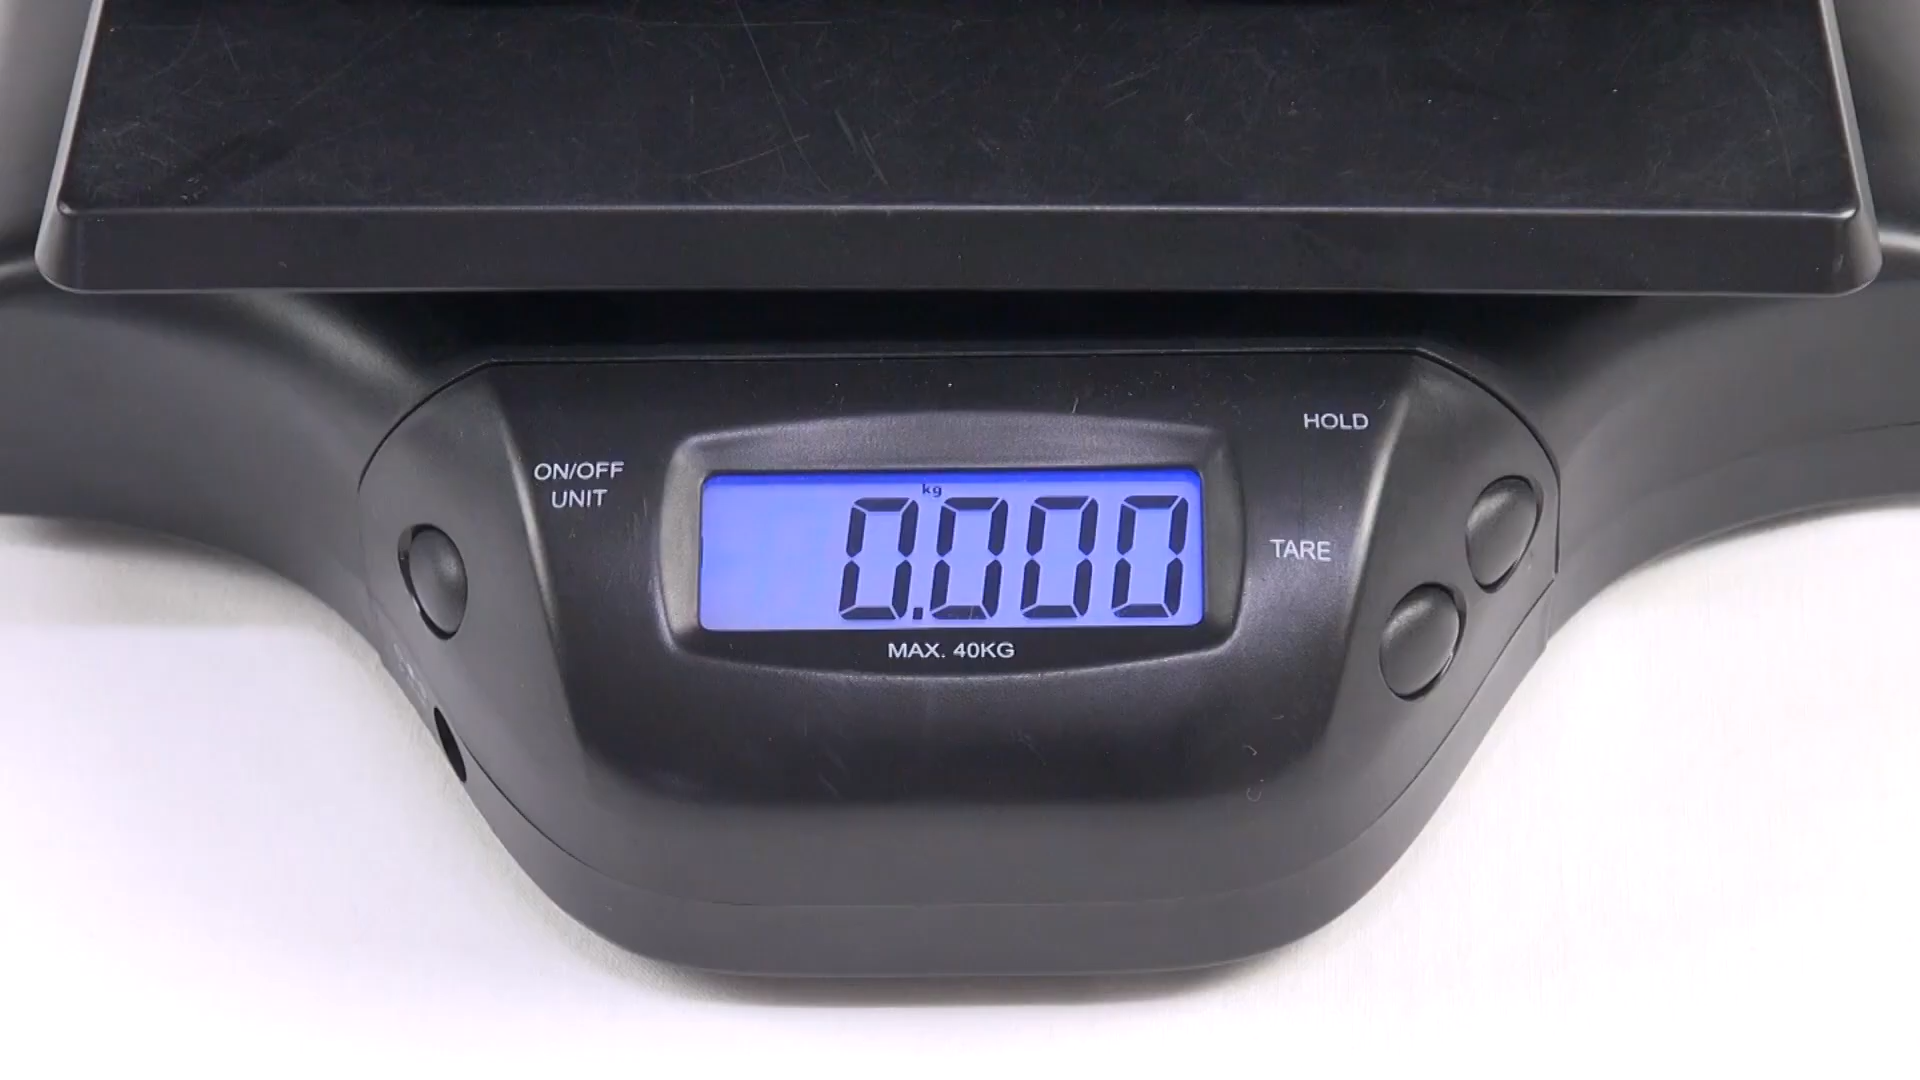 HOLD
ON/OFF
UNIT
kg
0.000
TARE
MAX. 40KG